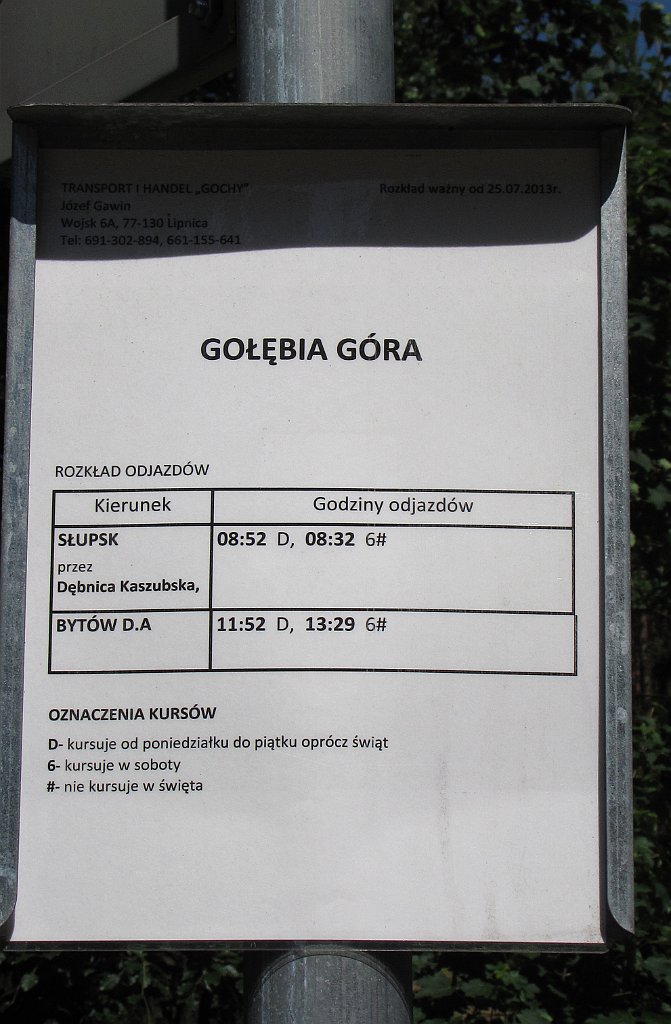 TRANSPORT I HANDEL „GOCHY”
Rozkład ważny od 25.07.2013r.
Józef Gawin
Wojsk 6A, 77-130 Lipnica
Tel: 691-302-894, 661-155-641
GOŁĘBIA GÓRA
ROZKŁAD ODJAZDÓW
Kierunek Godziny odjazdów
SŁUPSK 08:52 D, 08:32 6#
przez
Dębnica Kaszubska,
BYTÓW D.A 11:52 D, 13:29 6#
OZNACZENIA KURSÓW
D- kursuje od poniedziałku do piątku oprócz świąt
6- kursuje w soboty
#- nie kursuje w święta